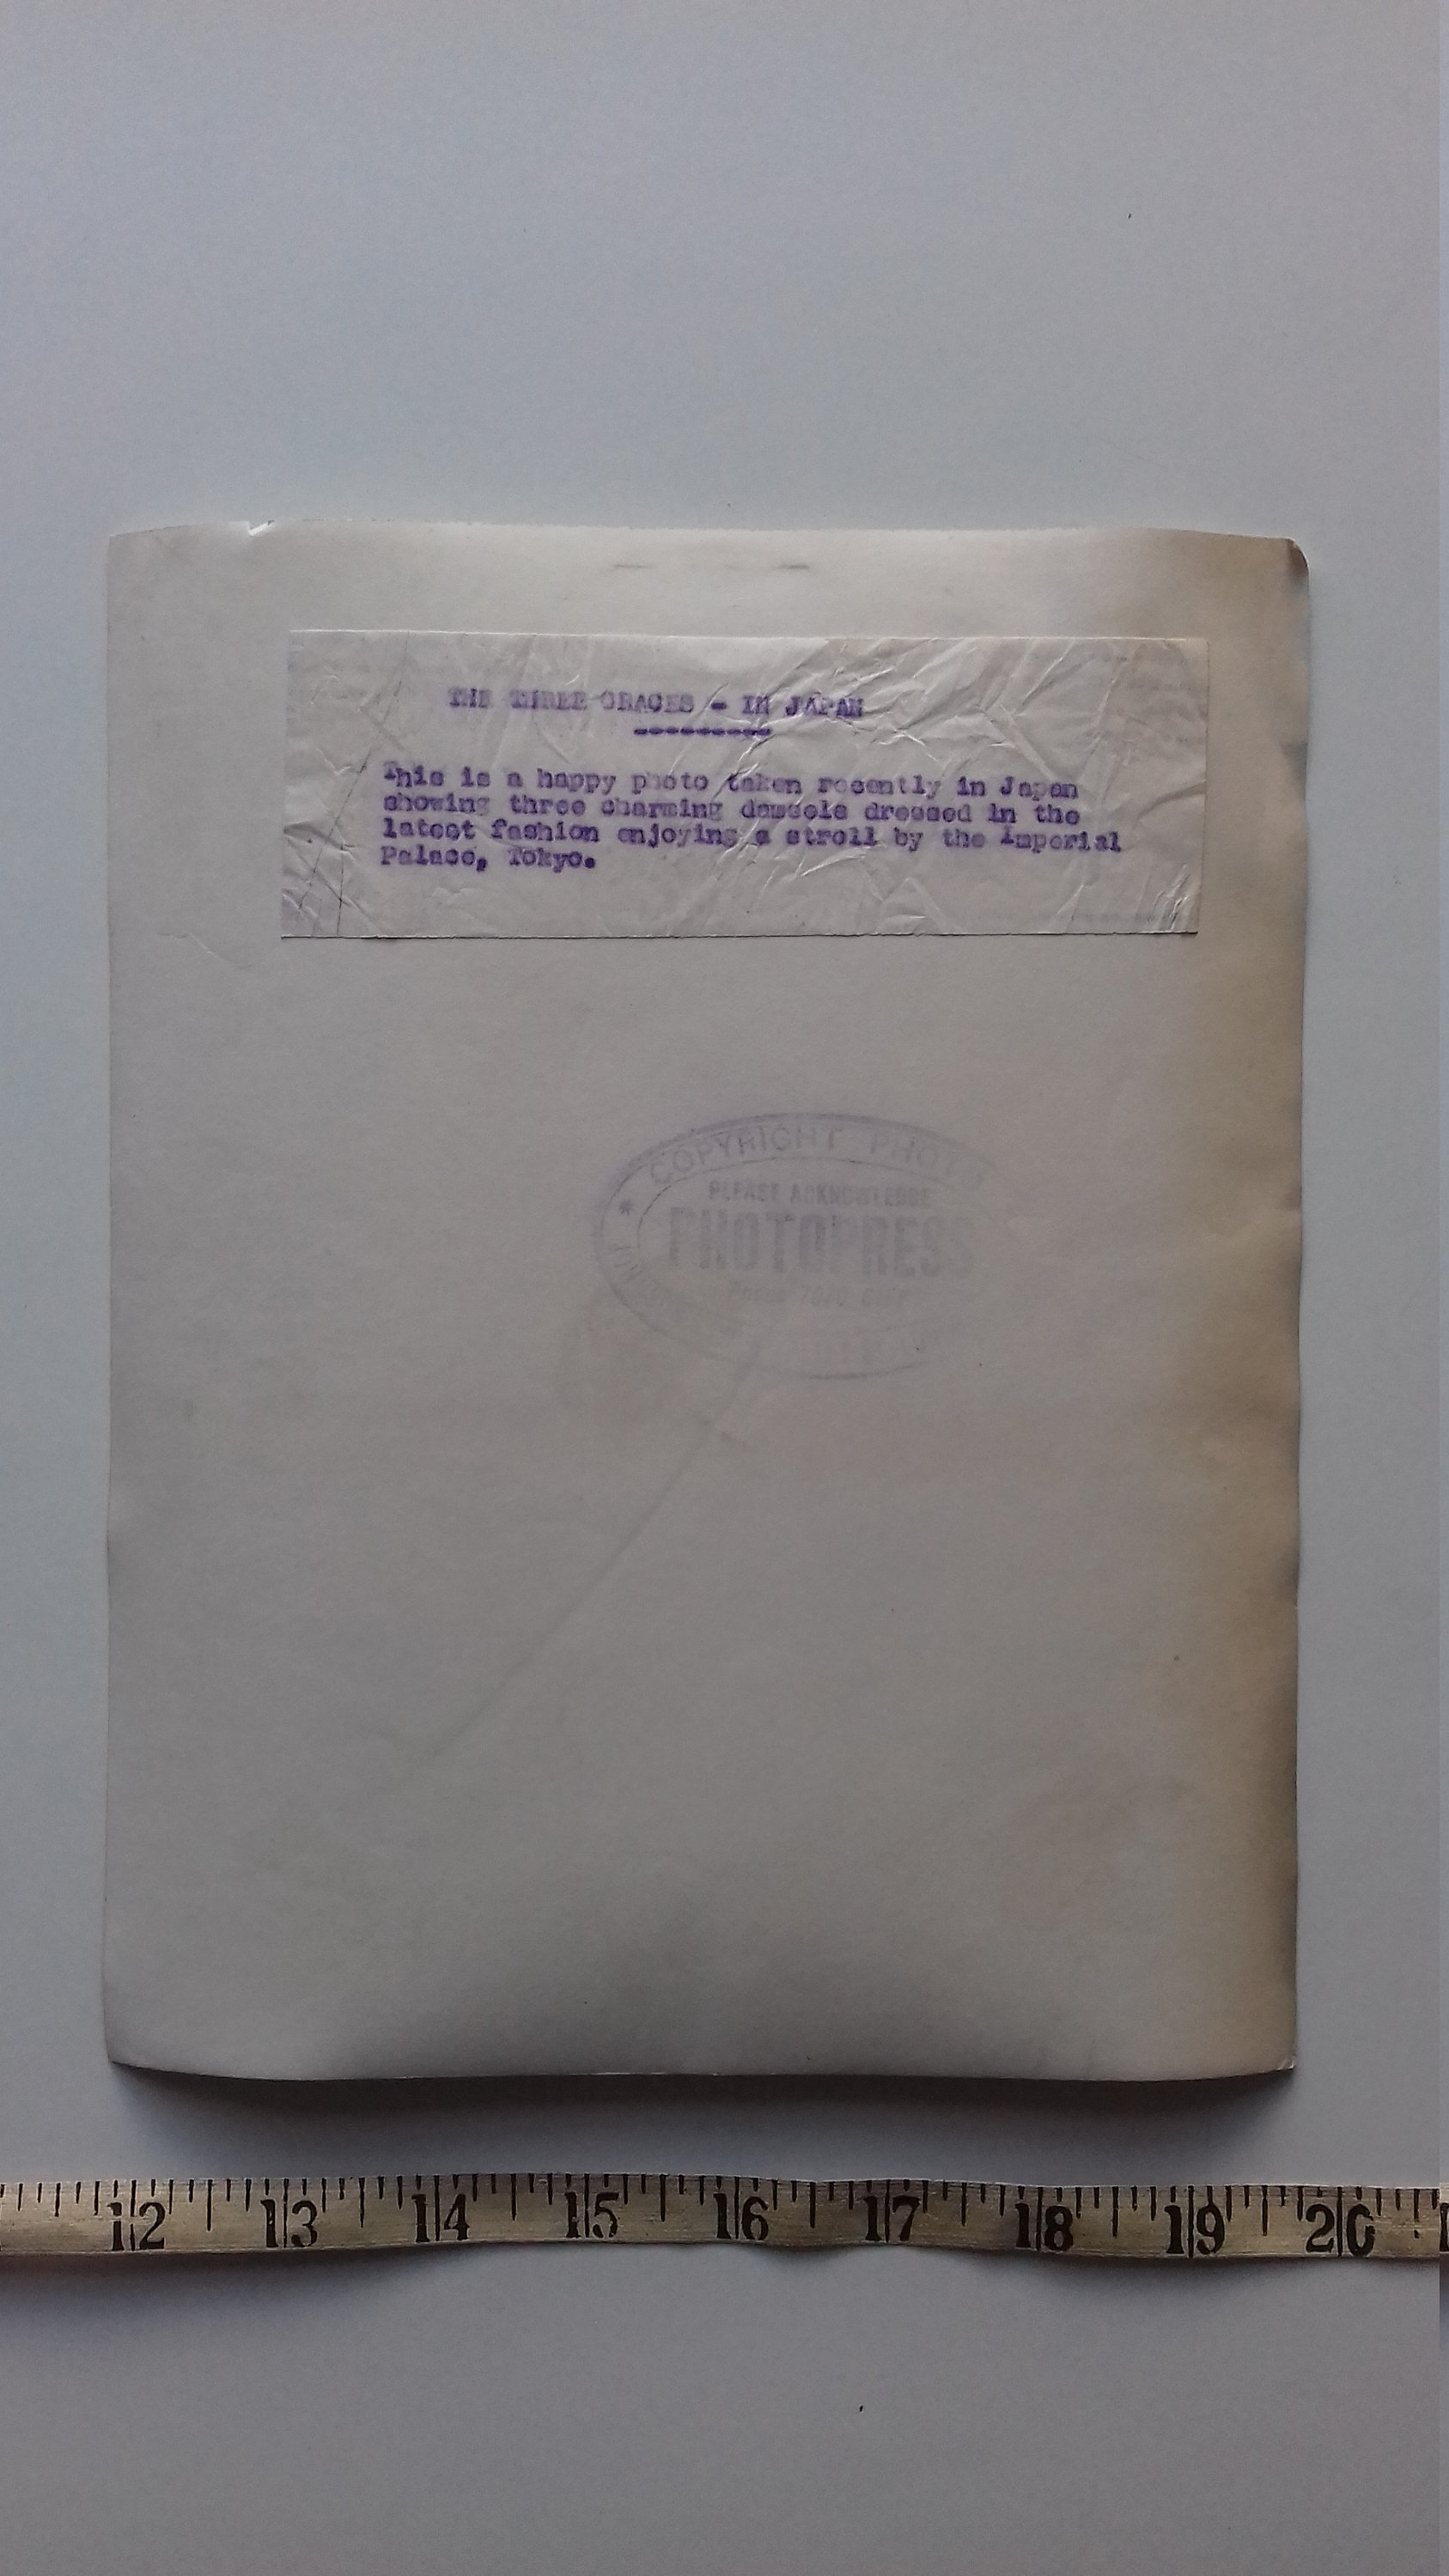 THE THREE GRACES - IN JAPAN
This is a happy photo taken recently in Japan
showing three charming damsels dressed in the
latest fashion enjoying a stroll by the Imperial
Palace, Tokyo.
* COPYRIGHT PHOTO
PLEASE ACKNOWLEDGE
PHOTOPRESS
12 13 14 15 16 17 18 19 20